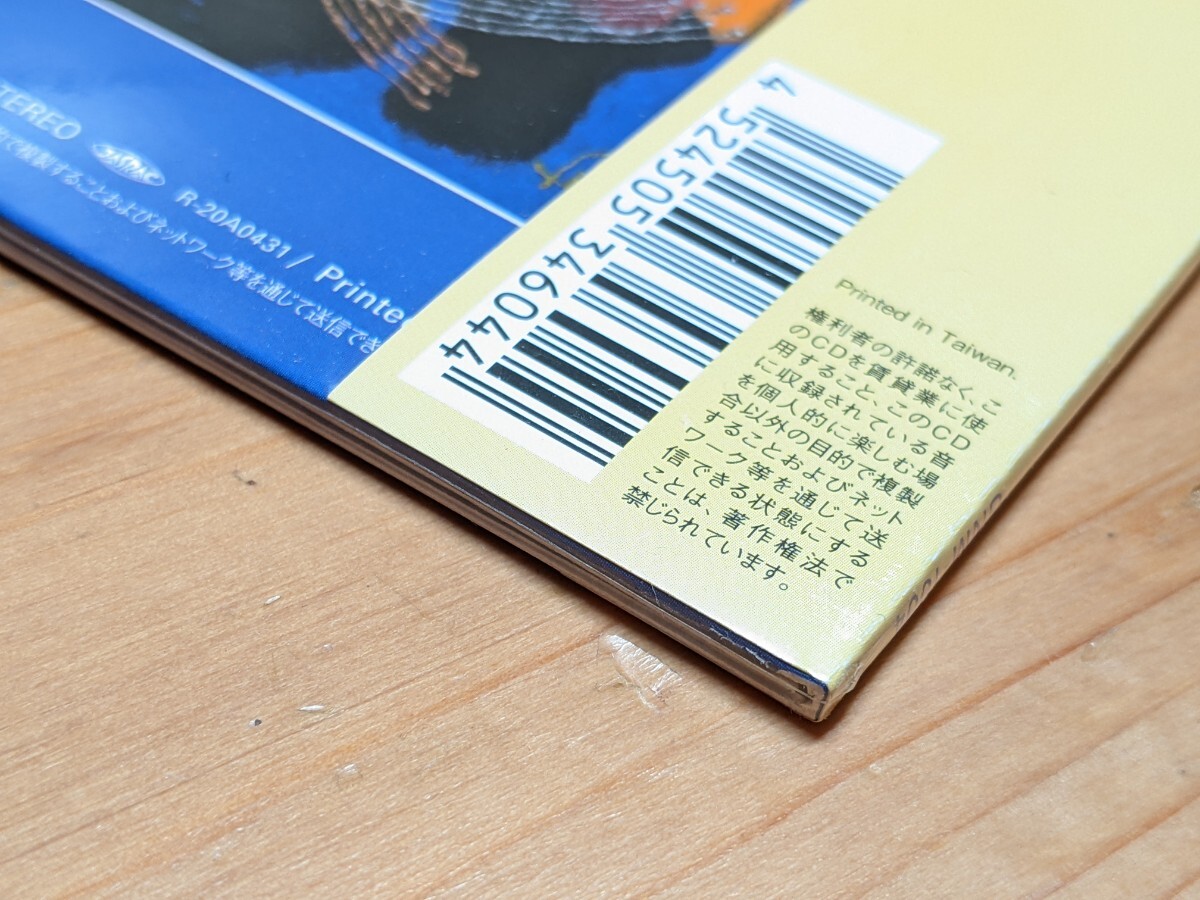 STEREO
JASRAC
R-20A0431 / Printe
で複製することおよびネットワーク等を通じて送信でき
4 524505 346044
Printed in Taiwan.
権利者の許諾なく、こ
のCDを賃貸業に使
用すること、このCD
に収録されている音
を個人的に楽しむ場
合以外の目的で複製
することおよびネット
ワーク等を通じて送
信できる状態にする
ことは、著作権法で
禁じられています。